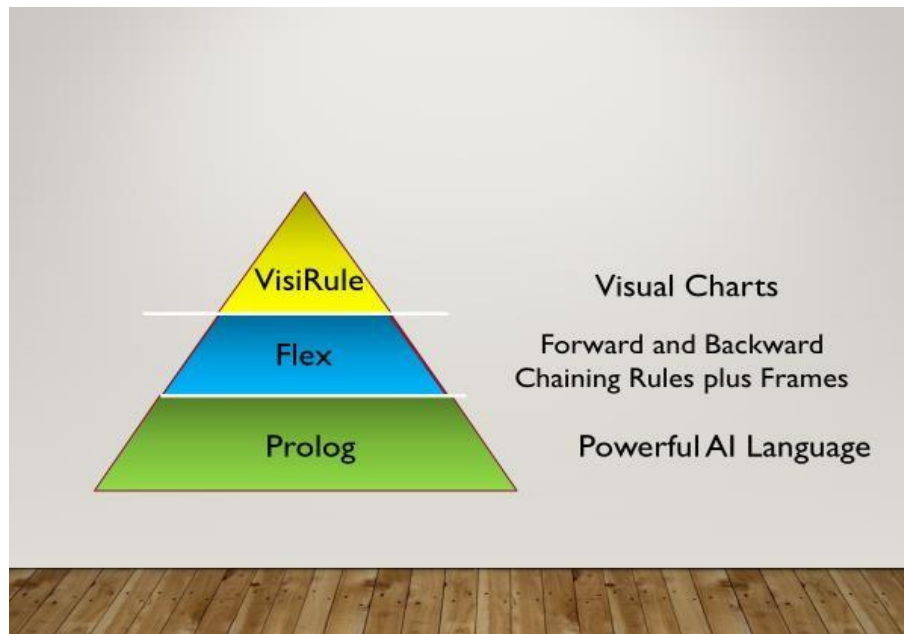 VisiRule
Visual Charts
Flex
Forward and Backward
Chaining Rules plus Frames
Prolog
Powerful AI Language